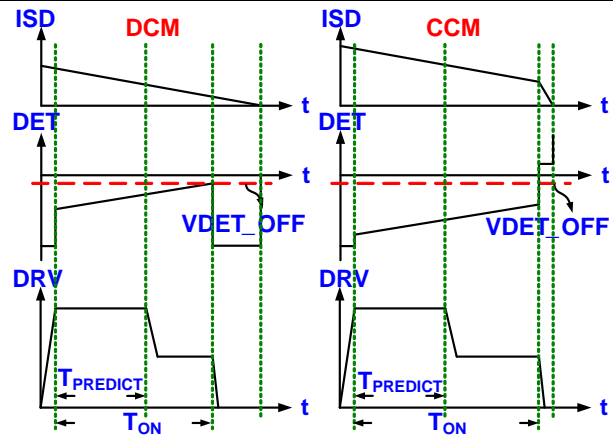 ISD
DCM
t
DET
t
VDET_OFF
DRV
TPREDICT
TON
t
ISD
CCM
t
DET
t
VDET_OFF
DRV
TPREDICT
TON
t